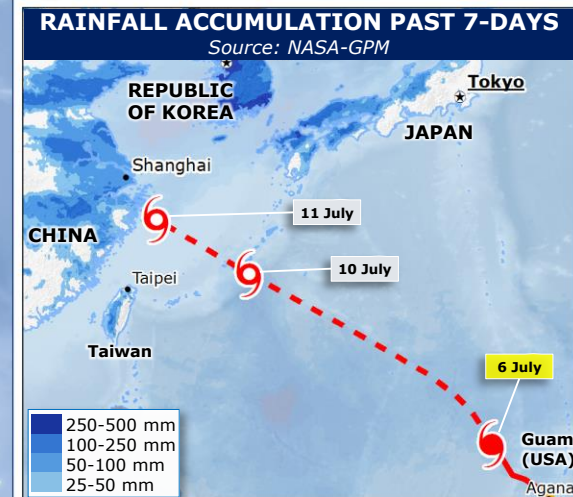 RAINFALL ACCUMULATION PAST 7-DAYS
Source: NASA-GPM
REPUBLIC
OF KOREA
Tokyo
JAPAN
Shanghai
11 July
CHINA
10 July
Taipei
Taiwan
6 July
Guam
(USA)
Agana
250-500 mm
100-250 mm
50-100 mm
25-50 mm